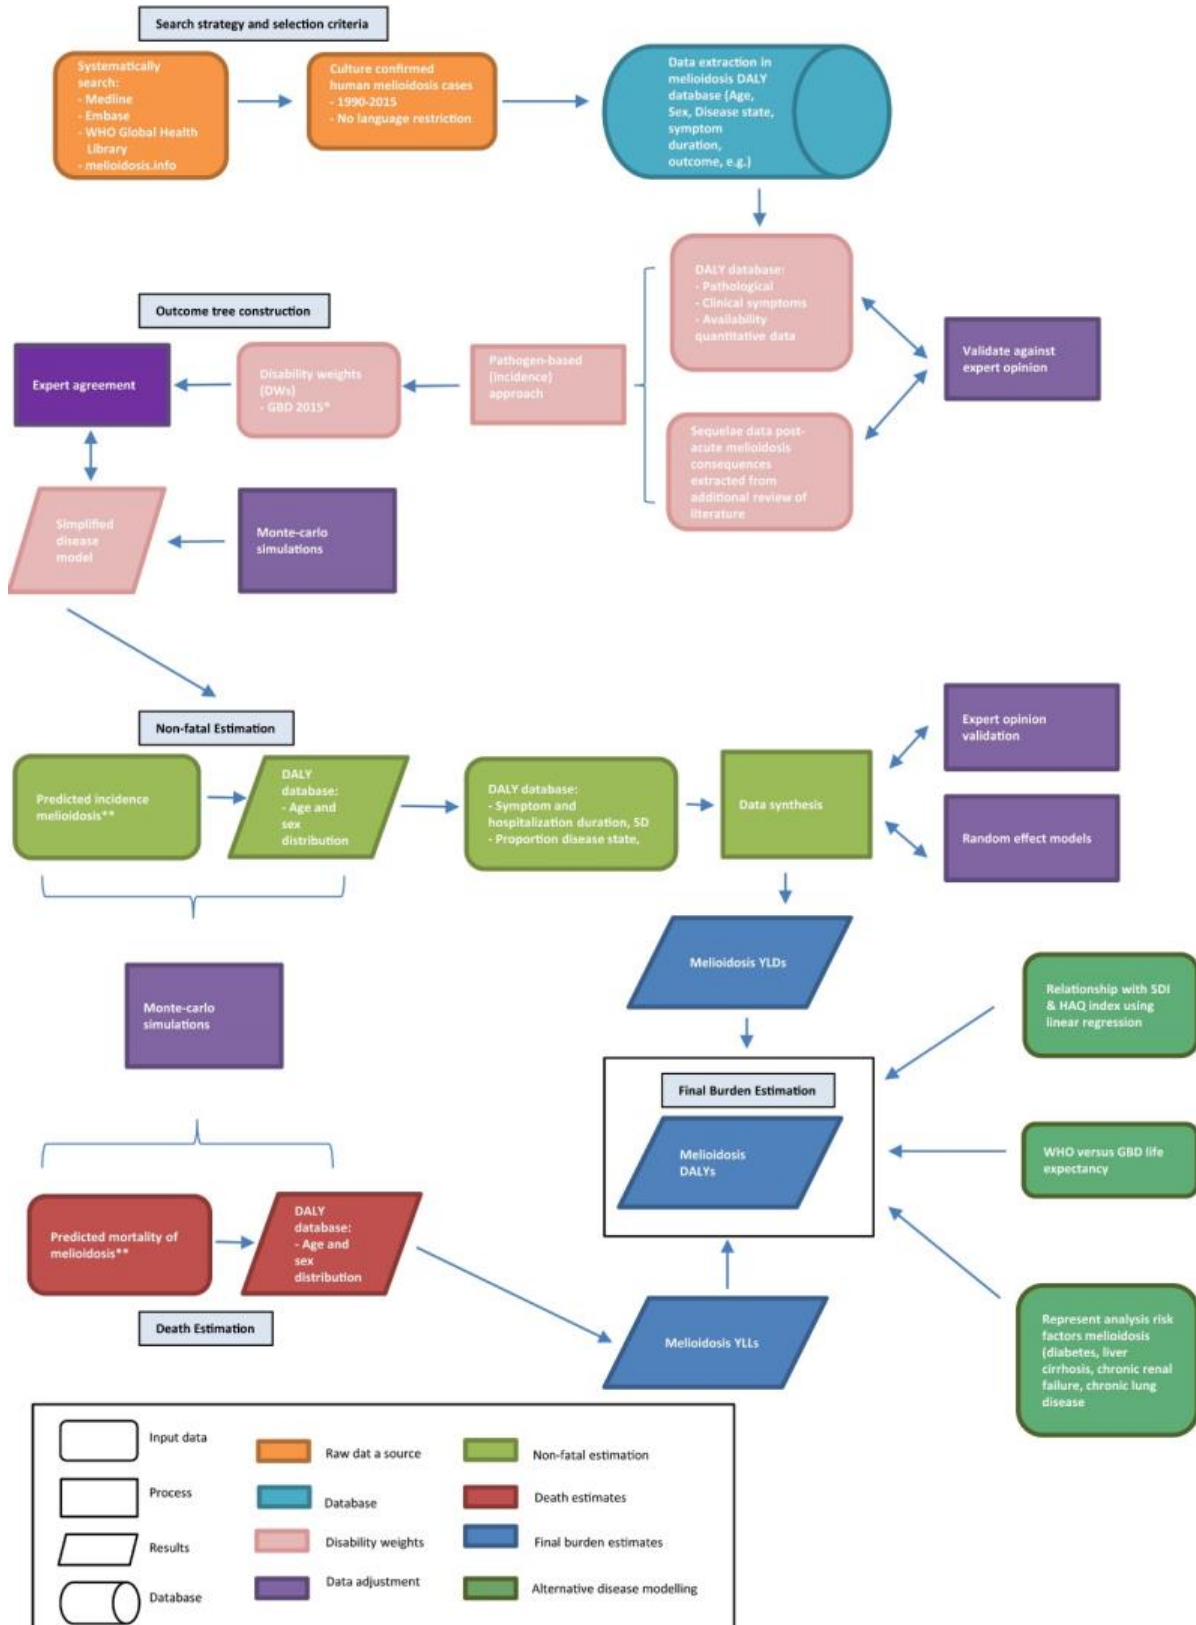 Search strategy and selection criteria
Systematically
search:
- Medline
- Embase
- WHO Global Health
Library
- melioidosis.info
Culture confirmed
human melioidosis cases
- 1990-2015
- No language restriction
Data extraction in
melioidosis DALY
database (Age,
Sex, Disease state,
symptom
duration,
outcome, e.g.)
DALY database:
- Pathological
- Clinical symptoms
- Availability
quantitative data
Validate against
expert opinion
Sequelae data post-
acute melioidosis
consequences
extracted from
additional review of
literature
Outcome tree construction
Pathogen-based
(incidence)
approach
Disability weights
(DWs)
- GBD 2015*
Expert agreement
Simplified
disease
model
Monte-carlo
simulations
Non-fatal Estimation
Predicted incidence
melioidosis**
DALY
database:
- Age and
sex
distribution
DALY database:
- Symptom and
hospitalization duration, SD
- Proportion disease state,
Data synthesis
Expert opinion
validation
Random effect models
Melioidosis YLDs
Monte-carlo
simulations
Final Burden Estimation
Melioidosis
DALYs
Relationship with SDI
& HAQ index using
linear regression
WHO versus GBD life
expectancy
Represent analysis risk
factors melioidosis
(diabetes, liver
cirrhosis, chronic renal
failure, chronic lung
disease
Predicted mortality of
melioidosis**
DALY
database:
- Age and
sex
distribution
Death Estimation
Melioidosis YLLs
Input data
Process
Results
Database
Raw dat a source
Database
Disability weights
Data adjustment
Non-fatal estimation
Death estimates
Final burden estimates
Alternative disease modelling